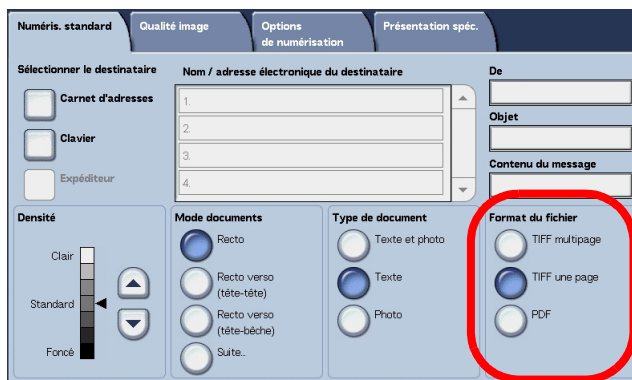 Numéris. standard
Qualité image
Options
de numérisation
Présentation spéc.
Sélectionner le destinataire
Nom / adresse électronique du destinataire
De
Carnet d'adresses
1.
Objet
Clavier
2.
3.
Contenu du message
Expéditeur
4.
Densité
Mode documents
Type de document
Format du fichier
Clair
Recto
Texte et photo
TIFF multipage
Recto verso
(tête-tête)
Texte
TIFF une page
Standard
Recto verso
(tête-bêche)
Photo
PDF
Foncé
Suite...